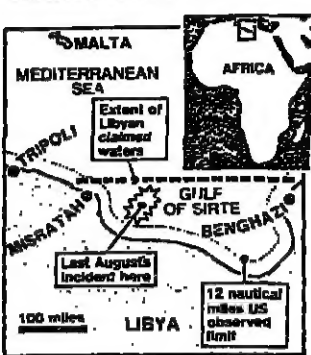 MALTA
MEDITERRANEAN
SEA
AFRICA
Extent of
Libyan
claimed
waters
TRIPOLI
MISRATAH
GULF
OF SIRTE
BENGHAZI
Last August's
incident here
12 nautical
miles US
observed
limit
100 miles
LIBYA